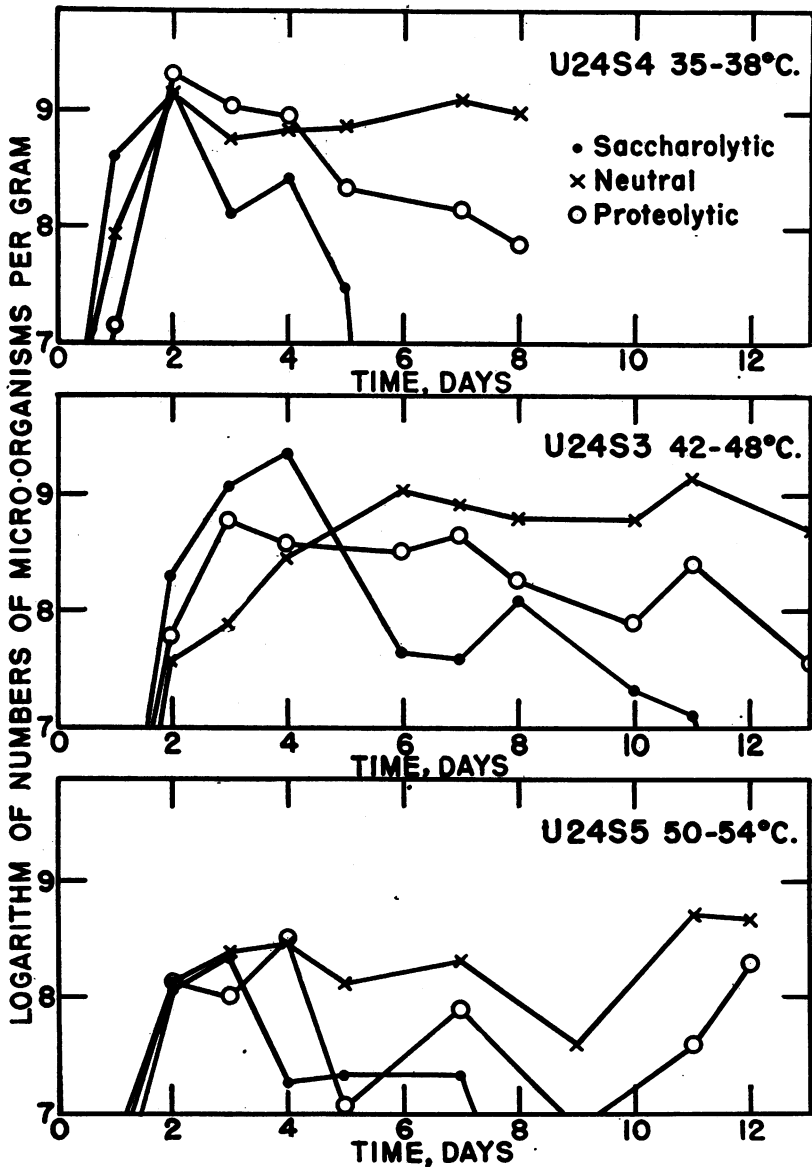 LOGARITHM OF NUMBERS OF MICRO-ORGANISMS PER GRAM
U24S4 35-38°C.
Saccharolytic
Neutral
Proteolytic
9
8
7
0 2 4 6 8 10 12
TIME, DAYS
U24S3 42-48°C.
9
8
7
0 2 4 6 8 10 12
TIME, DAYS
U24S5 50-54°C.
9
8
7
0 2 4 6 8 10 12
TIME, DAYS